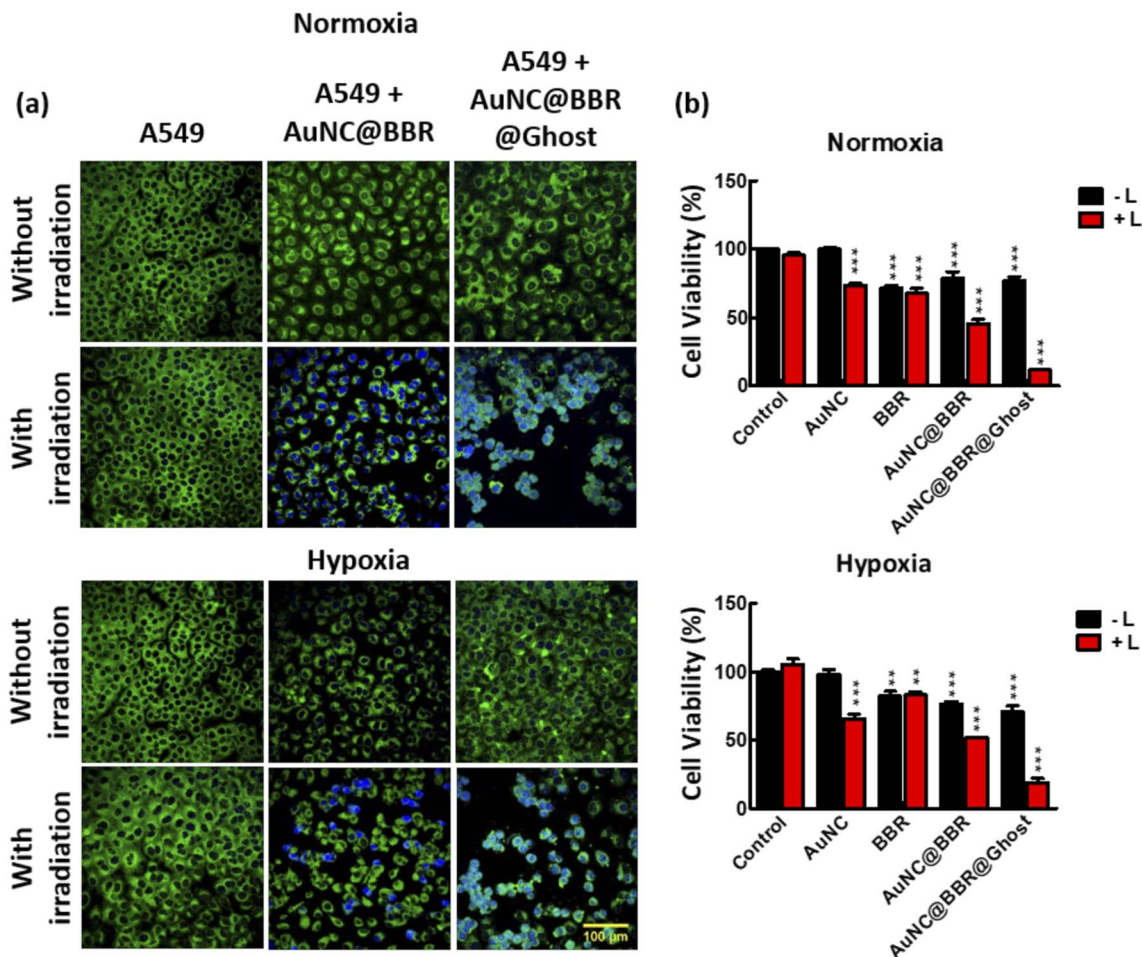 Normoxia
(a)
A549
A549 +
AuNC@BBR
A549 +
AuNC@BBR
@Ghost
Without
irradiation
With
irradiation
Hypoxia
Without
irradiation
With
irradiation
100 µm
(b)
Normoxia
Cell Viability (%)
150
100
50
0
- L
+ L
***
***
***
***
***
***
***
Control
AuNC
BBR
AuNC@BBR
AuNC@BBR@Ghost
Hypoxia
Cell Viability (%)
150
100
50
0
- L
+ L
***
**
**
***
***
***
***
Control
AuNC
BBR
AuNC@BBR
AuNC@BBR@Ghost